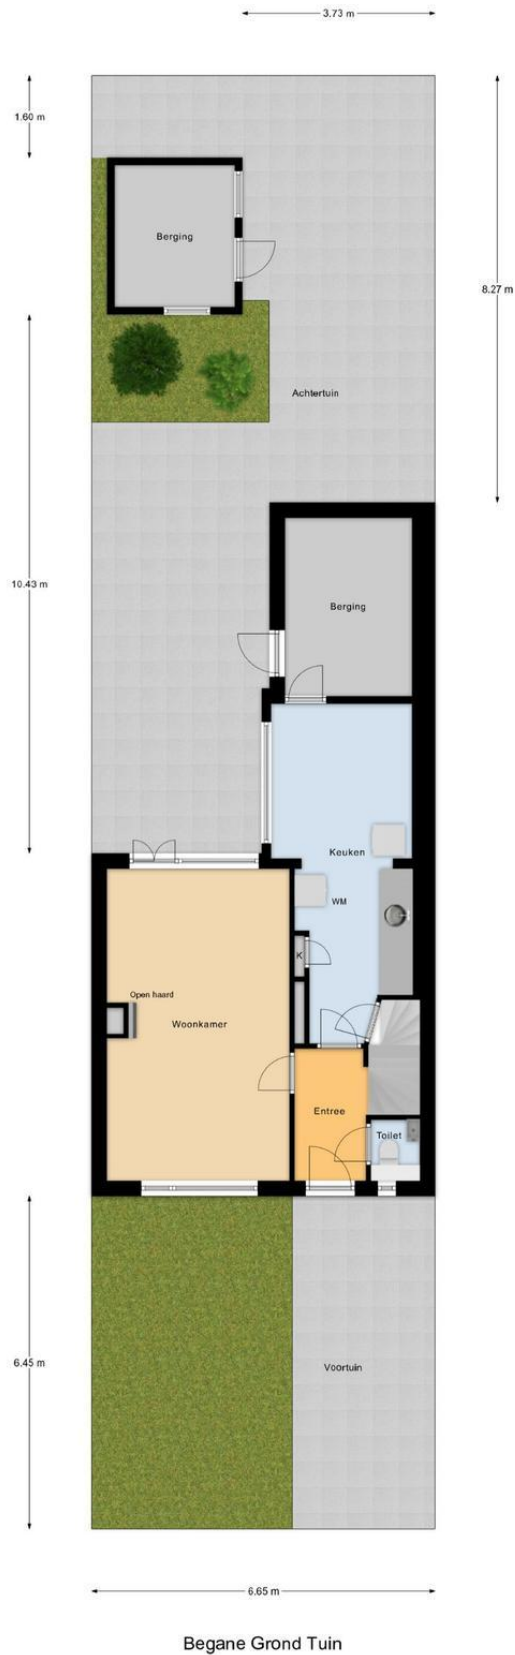 3.73 m
1.60 m
Berging
8.27 m
Achtertuin
10.43 m
Berging
Keuken
WM
K
Open haard
Woonkamer
Entree
Toilet
Voortuin
6.45 m
6.65 m
Begane Grond Tuin